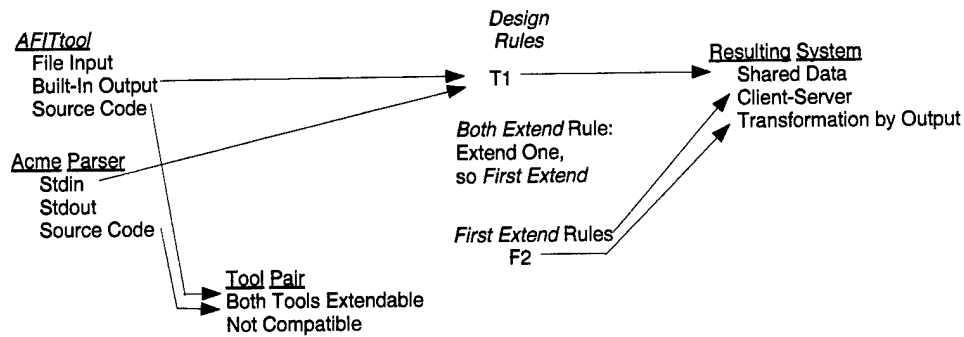 AFITtool
File Input
Built-In Output
Source Code
Acme Parser
Stdin
Stdout
Source Code
Tool Pair
Both Tools Extendable
Not Compatible
Design
Rules
T1
Both Extend Rule:
Extend One,
so First Extend
First Extend Rules
F2
Resulting System
Shared Data
Client-Server
Transformation by Output